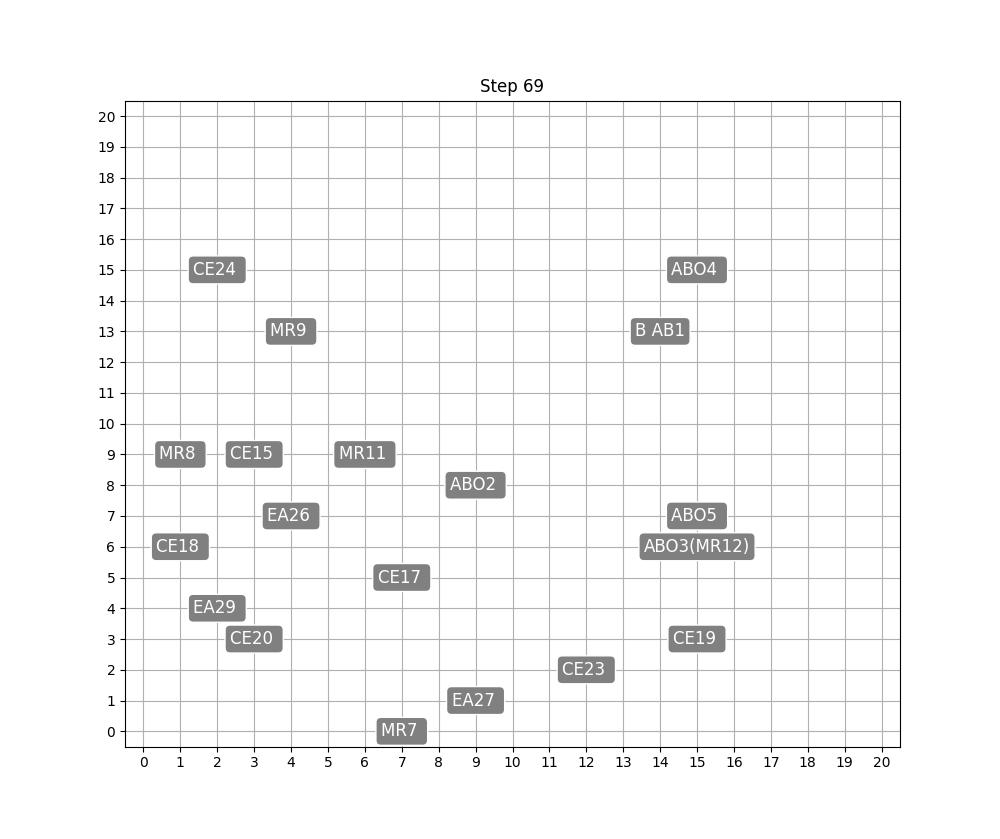 Step 69
20
19
18
17
16
15
14
13
12
11
10
9
8
7
6
5
4
3
2
1
0
CE24
ABO4
MR9
B AB1
MR8
CE15
MR11
ABO2
EA26
ABO5
CE18
ABO3(MR12)
CE17
EA29
CE20
CE19
CE23
EA27
MR7
0 1 2 3 4 5 6 7 8 9 10 11 12 13 14 15 16 17 18 19 20